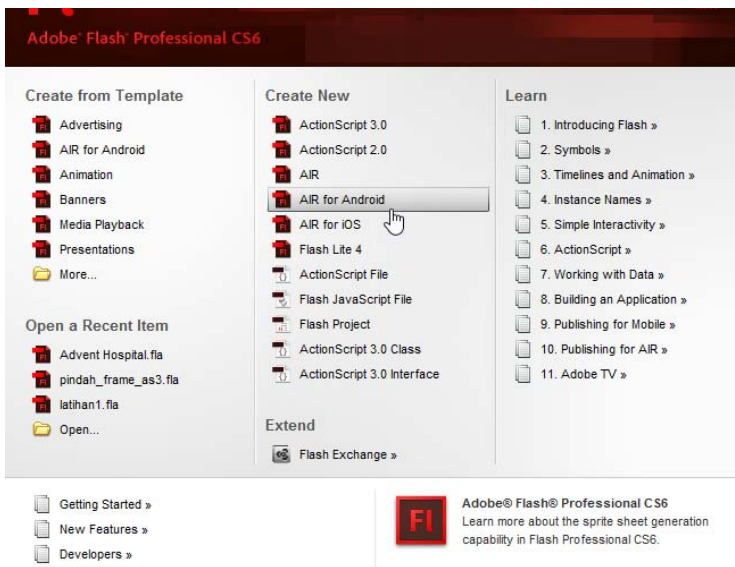 Adobe® Flash® Professional CS6
Create from Template
Advertising
AIR for Android
Animation
Banners
Media Playback
Presentations
More...
Open a Recent Item
Advent Hospital.fla
pindah_frame_as3.fla
latihan1.fla
Open...
Create New
ActionScript 3.0
ActionScript 2.0
AIR
AIR for Android
AIR for iOS
Flash Lite 4
ActionScript File
Flash JavaScript File
Flash Project
ActionScript 3.0 Class
ActionScript 3.0 Interface
Extend
Flash Exchange »
Learn
1. Introducing Flash »
2. Symbols »
3. Timelines and Animation »
4. Instance Names »
5. Simple Interactivity »
6. ActionScript »
7. Working with Data »
8. Building an Application »
9. Publishing for Mobile »
10. Publishing for AIR »
11. Adobe TV »
Getting Started »
New Features »
Developers »
Fl
Adobe® Flash® Professional CS6
Learn more about the sprite sheet generation
capability in Flash Professional CS6.